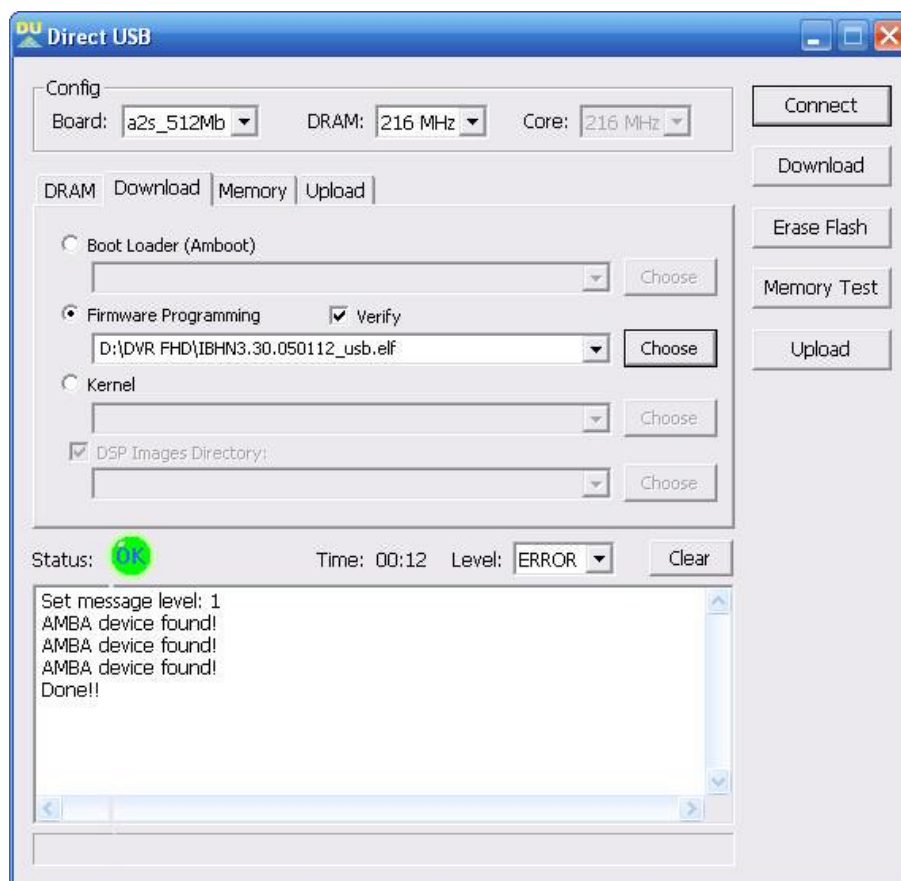 DU Direct USB
Config
Board: a2s_512Mb DRAM: 216 MHz Core: 216 MHz
Connect
DRAM Download Memory Upload
Download
Boot Loader (Amboot)
Choose
Erase Flash
Firmware Programming Verify
Memory Test
D:\DVR FHD\IBHN3.30.050112_usb.elf Choose
Upload
Kernel
Choose
DSP Images Directory:
Choose
Status: OK Time: 00:12 Level: ERROR Clear
Set message level: 1
AMBA device found!
AMBA device found!
AMBA device found!
Done!!